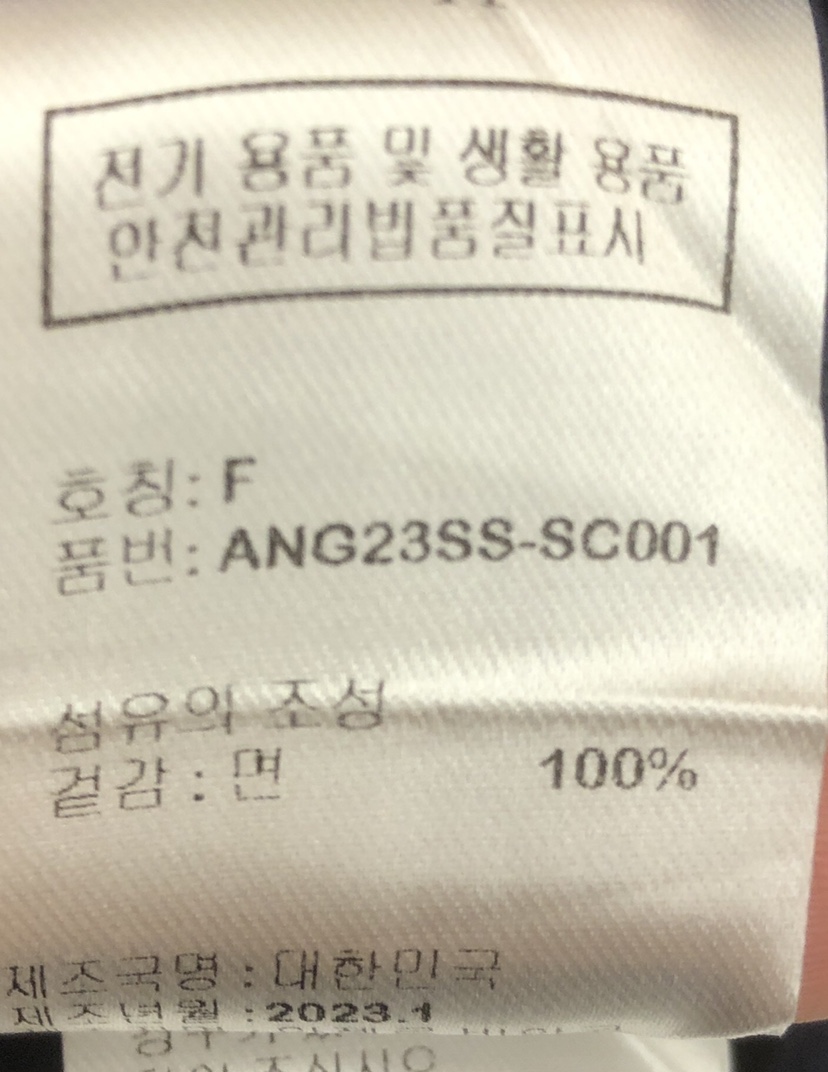 전기 용품 및 생활 용품
안전관리법품질표시
호칭: F
품번: ANG23SS-SC001
섬유의 조성
겉감 : 면 100%
제조국명 : 대한민국
제조년월 : 2023.1